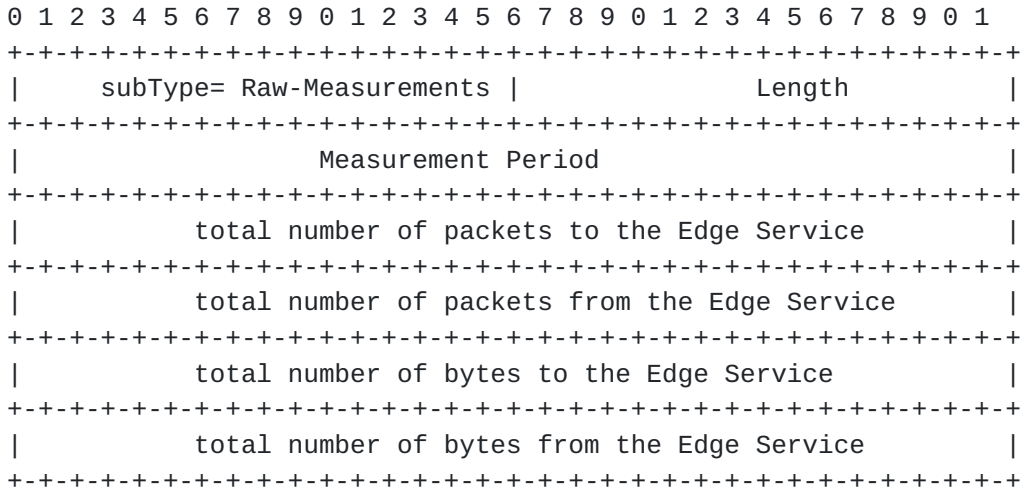 0 1 2 3 4 5 6 7 8 9 0 1 2 3 4 5 6 7 8 9 0 1 2 3 4 5 6 7 8 9 0 1
+-+-+-+-+-+-+-+-+-+-+-+-+-+-+-+-+-+-+-+-+-+-+-+-+-+-+-+-+-+-+-+-+
|     subType= Raw-Measurements |               Length          |
+-+-+-+-+-+-+-+-+-+-+-+-+-+-+-+-+-+-+-+-+-+-+-+-+-+-+-+-+-+-+-+-+
|                   Measurement Period                          |
+-+-+-+-+-+-+-+-+-+-+-+-+-+-+-+-+-+-+-+-+-+-+-+-+-+-+-+-+-+-+-+-+
|           total number of packets to the Edge Service         |
+-+-+-+-+-+-+-+-+-+-+-+-+-+-+-+-+-+-+-+-+-+-+-+-+-+-+-+-+-+-+-+-+
|           total number of packets from the Edge Service       |
+-+-+-+-+-+-+-+-+-+-+-+-+-+-+-+-+-+-+-+-+-+-+-+-+-+-+-+-+-+-+-+-+
|           total number of bytes to the Edge Service           |
+-+-+-+-+-+-+-+-+-+-+-+-+-+-+-+-+-+-+-+-+-+-+-+-+-+-+-+-+-+-+-+-+
|           total number of bytes from the Edge Service         |
+-+-+-+-+-+-+-+-+-+-+-+-+-+-+-+-+-+-+-+-+-+-+-+-+-+-+-+-+-+-+-+-+